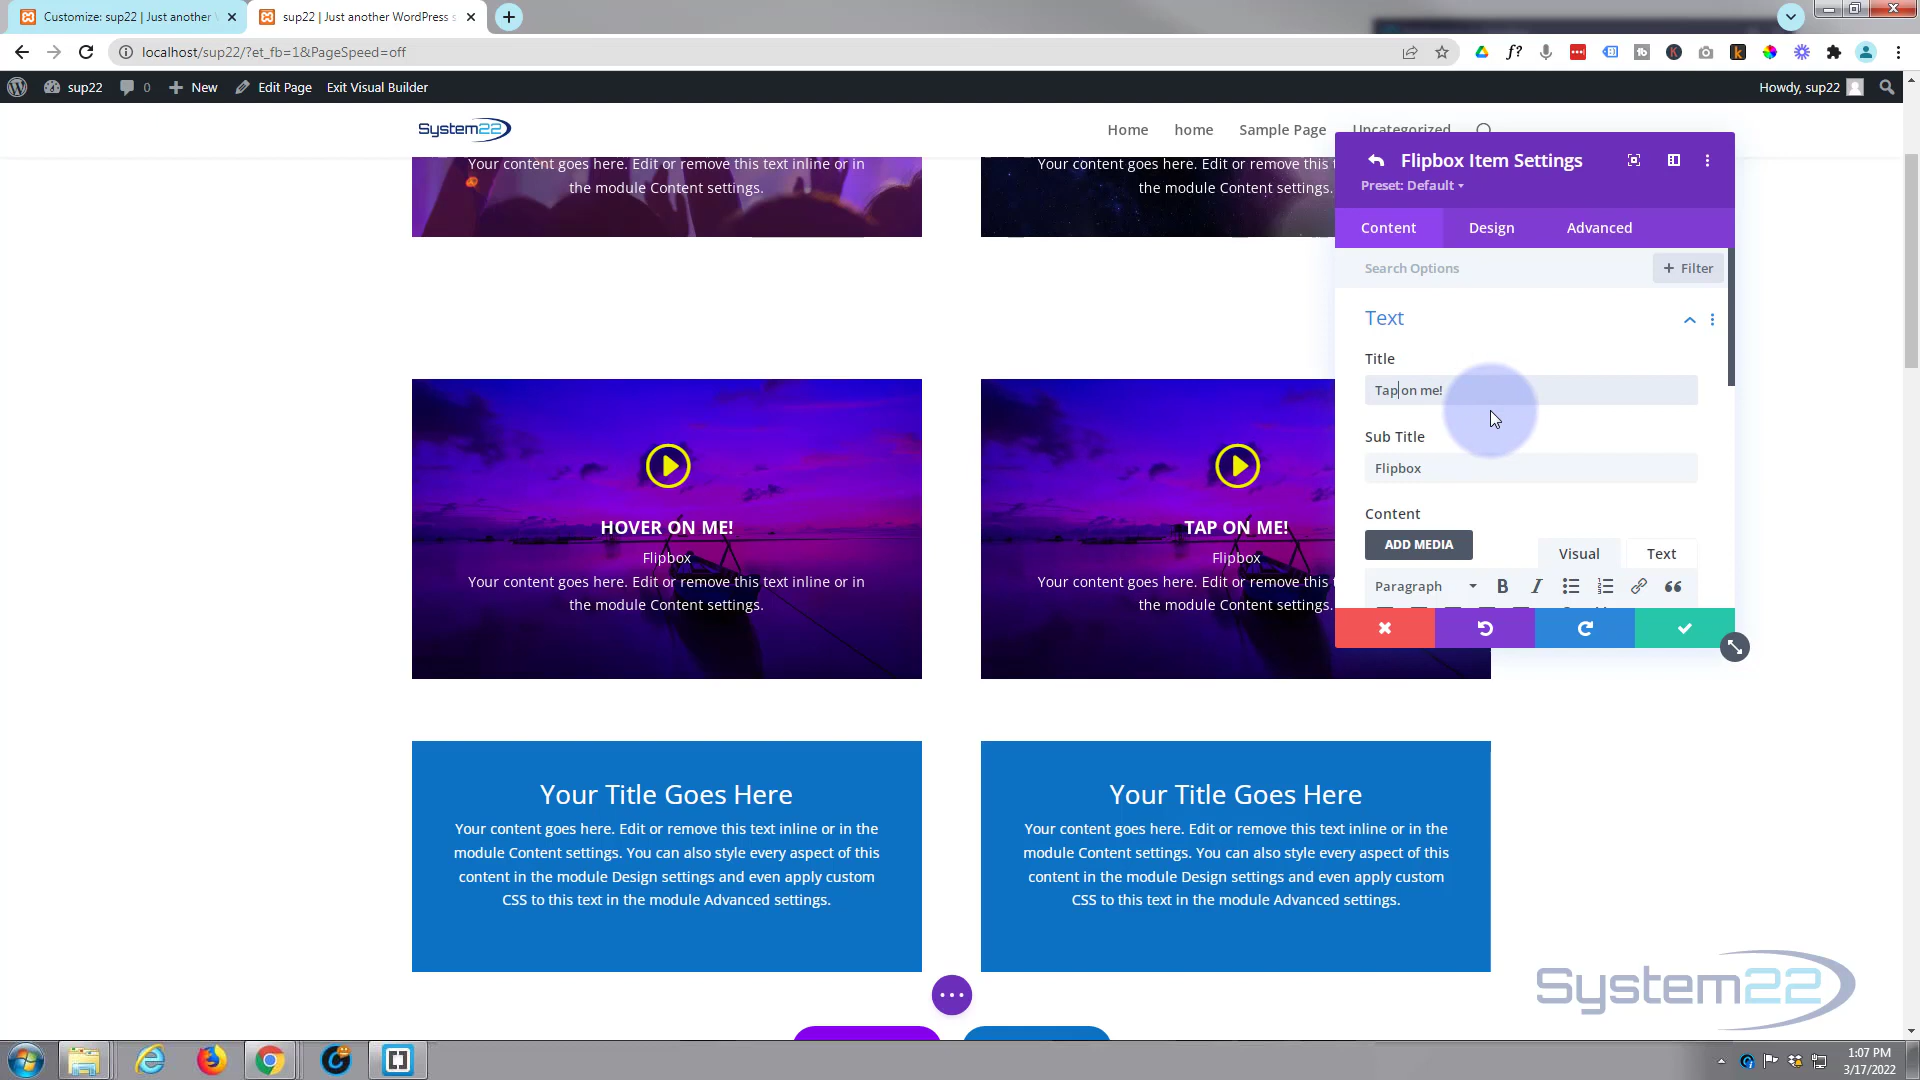 Customize: sup22 | Just another
sup22 | Just another WordPress s
localhost/sup22/?et_fb=1&PageSpeed=off
sup22
0
New
Edit Page
Exit Visual Builder
Howdy, sup22
System22
Home
home
Sample Page
Uncategorized
Your content goes here. Edit or remove this text inline or in
the module Content settings.
Your content goes here. Edit or remove this
the module Content settings.
Flipbox Item Settings
Preset: Default
Content
Design
Advanced
Search Options
+ Filter
Text
Title
Tap on me!
Sub Title
Flipbox
Content
ADD MEDIA
Visual
Text
Paragraph
HOVER ON ME!
Flipbox
Your content goes here. Edit or remove this text inline or in
the module Content settings.
TAP ON ME!
Flipbox
Your content goes here. Edit or remove this
the module Content settings.
Your Title Goes Here
Your content goes here. Edit or remove this text inline or in the
module Content settings. You can also style every aspect of this
content in the module Design settings and even apply custom
CSS to this text in the module Advanced settings.
Your Title Goes Here
Your content goes here. Edit or remove this text inline or in the
module Content settings. You can also style every aspect of this
content in the module Design settings and even apply custom
CSS to this text in the module Advanced settings.
System22
1:07 PM
3/17/2022